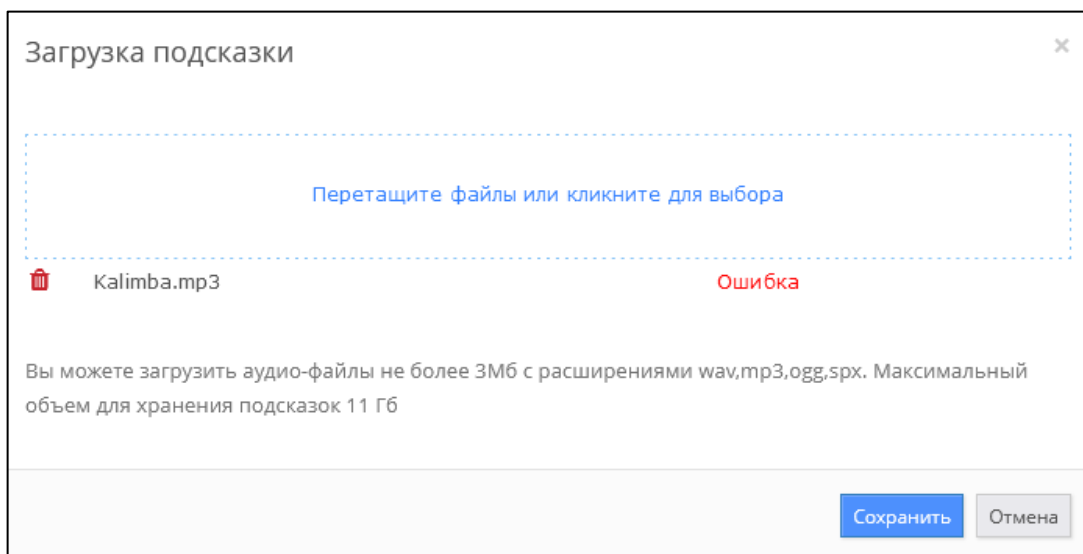 Загрузка подсказки
Перетащите файлы или кликните для выбора
Kalimba.mp3 Ошибка
Вы можете загрузить аудио-файлы не более 3Мб с расширениями wav,mp3,ogg,spx. Максимальный
объем для хранения подсказок 11 Гб
Сохранить Отмена